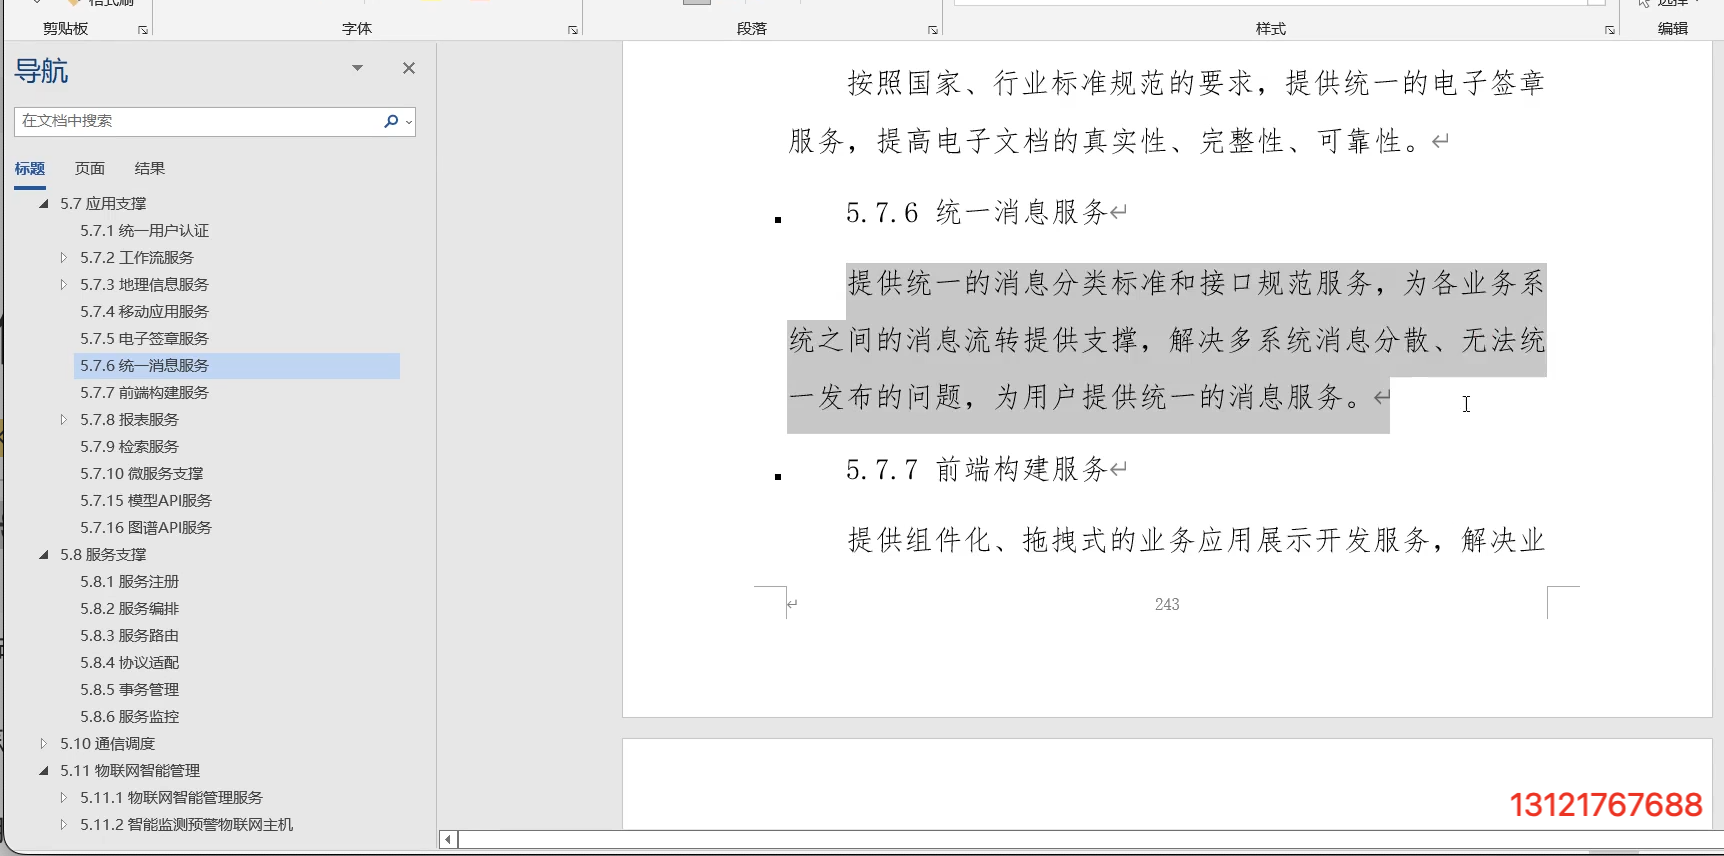 格式刷
选择
剪贴板
字体
段落
样式
编辑
导航
在文档中搜索
标题 页面 结果
5.7 应用支撑
5.7.1 统一用户认证
5.7.2 工作流服务
5.7.3 地理信息服务
5.7.4 移动应用服务
5.7.5 电子签章服务
5.7.6 统一消息服务
5.7.7 前端构建服务
5.7.8 报表服务
5.7.9 检索服务
5.7.10 微服务支撑
5.7.15 模型API服务
5.7.16 图谱API服务
5.8 服务支撑
5.8.1 服务注册
5.8.2 服务编排
5.8.3 服务路由
5.8.4 协议适配
5.8.5 事务管理
5.8.6 服务监控
5.10 通信调度
5.11 物联网智能管理
5.11.1 物联网智能管理服务
5.11.2 智能监测预警物联网主机
按照国家、行业标准规范的要求，提供统一的电子签章
服务，提高电子文档的真实性、完整性、可靠性。
5.7.6 统一消息服务
提供统一的消息分类标准和接口规范服务，为各业务系
统之间的消息流转提供支撑，解决多系统消息分散、无法统
一发布的问题，为用户提供统一的消息服务。
5.7.7 前端构建服务
提供组件化、拖拽式的业务应用展示开发服务，解决业
243
13121767688